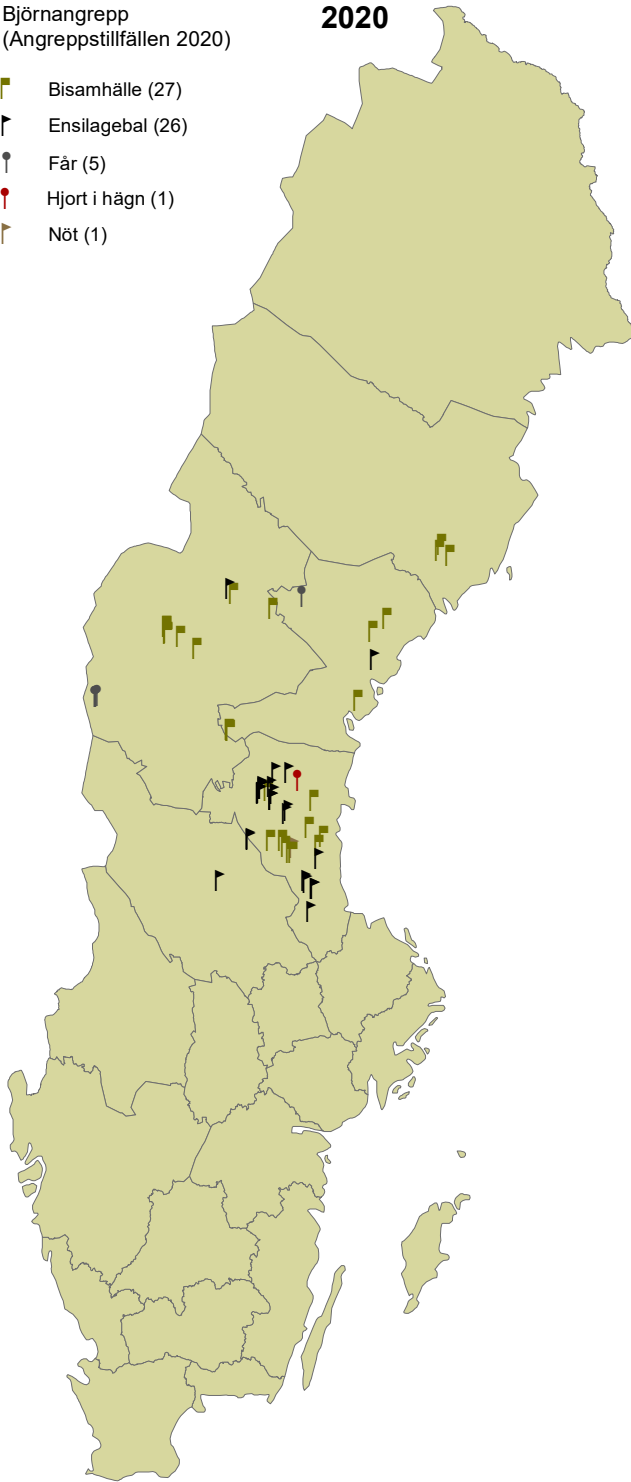 Björnangrepp
(Angreppstillfällen 2020)
2020
Bisamhälle (27)
Ensilagebal (26)
Får (5)
Hjort i hägn (1)
Nöt (1)